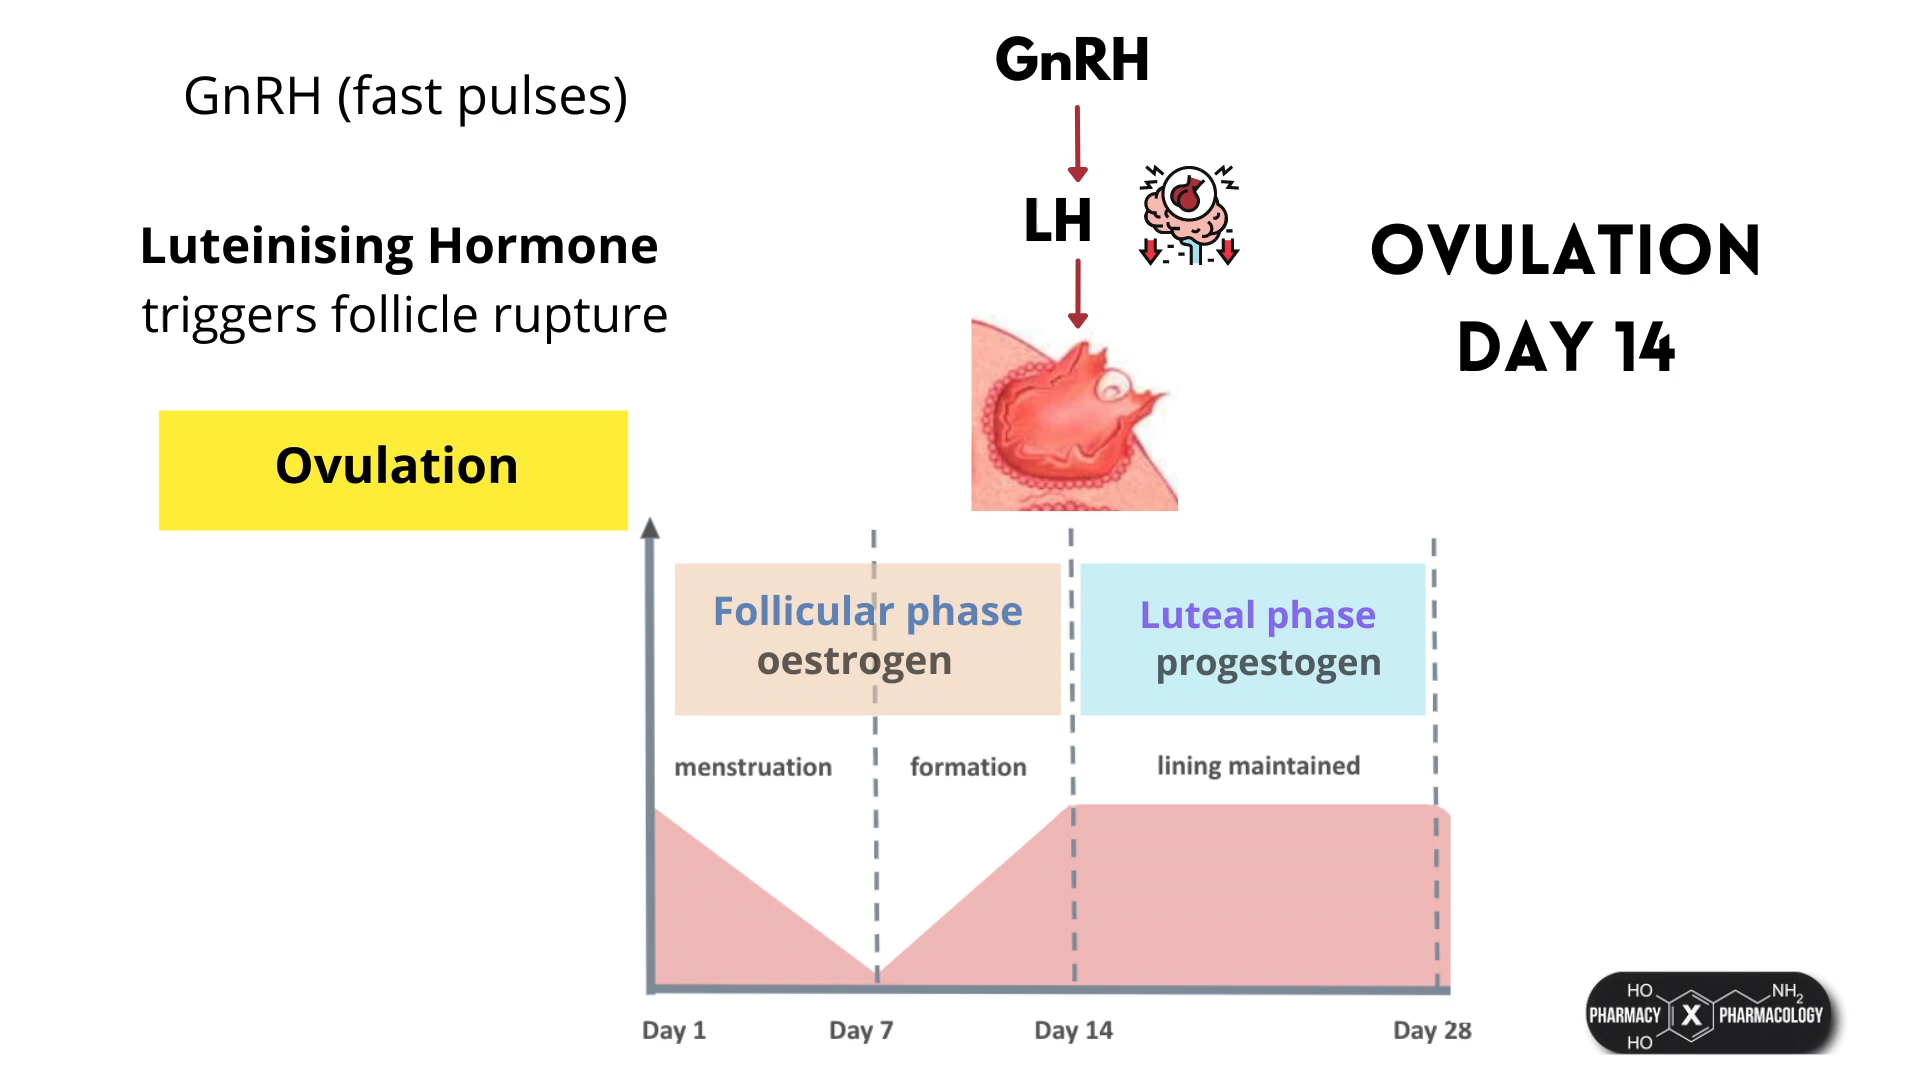 GnRH (fast pulses)
Luteinising Hormone
triggers follicle rupture
Ovulation
GnRH
LH
OVULATION
DAY 14
Follicular phase
oestrogen
Luteal phase
progestogen
menstruation
formation
lining maintained
Day 1
Day 7
Day 14
Day 28
HO
NH2
PHARMACY X PHARMACOLOGY
HO